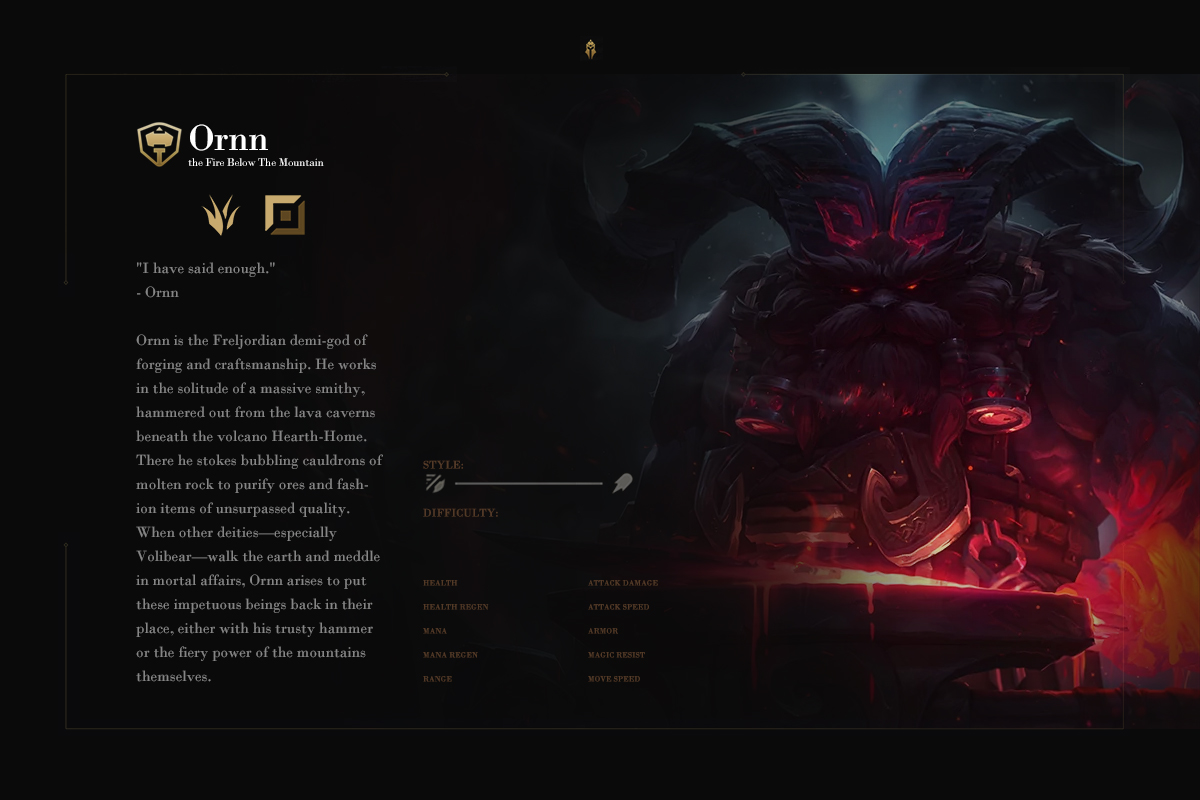 Ornn
the Fire Below The Mountain
"I have said enough."
- Ornn
Ornn is the Freljordian demi-god of
forging and craftsmanship. He works
in the solitude of a massive smithy,
hammered out from the lava caverns
beneath the volcano Hearth-Home.
There he stokes bubbling cauldrons of
molten rock to purify ores and fash-
ion items of unsurpassed quality.
When other deities—especially
Volibear—walk the earth and meddle
in mortal affairs, Ornn arises to put
these impetuous beings back in their
place, either with his trusty hammer
or the fiery power of the mountains
themselves.
STYLE:
DIFFICULTY:
HEALTH
HEALTH REGEN
MANA
MANA REGEN
RANGE
ATTACK DAMAGE
ATTACK SPEED
ARMOR
MAGIC RESIST
MOVE SPEED